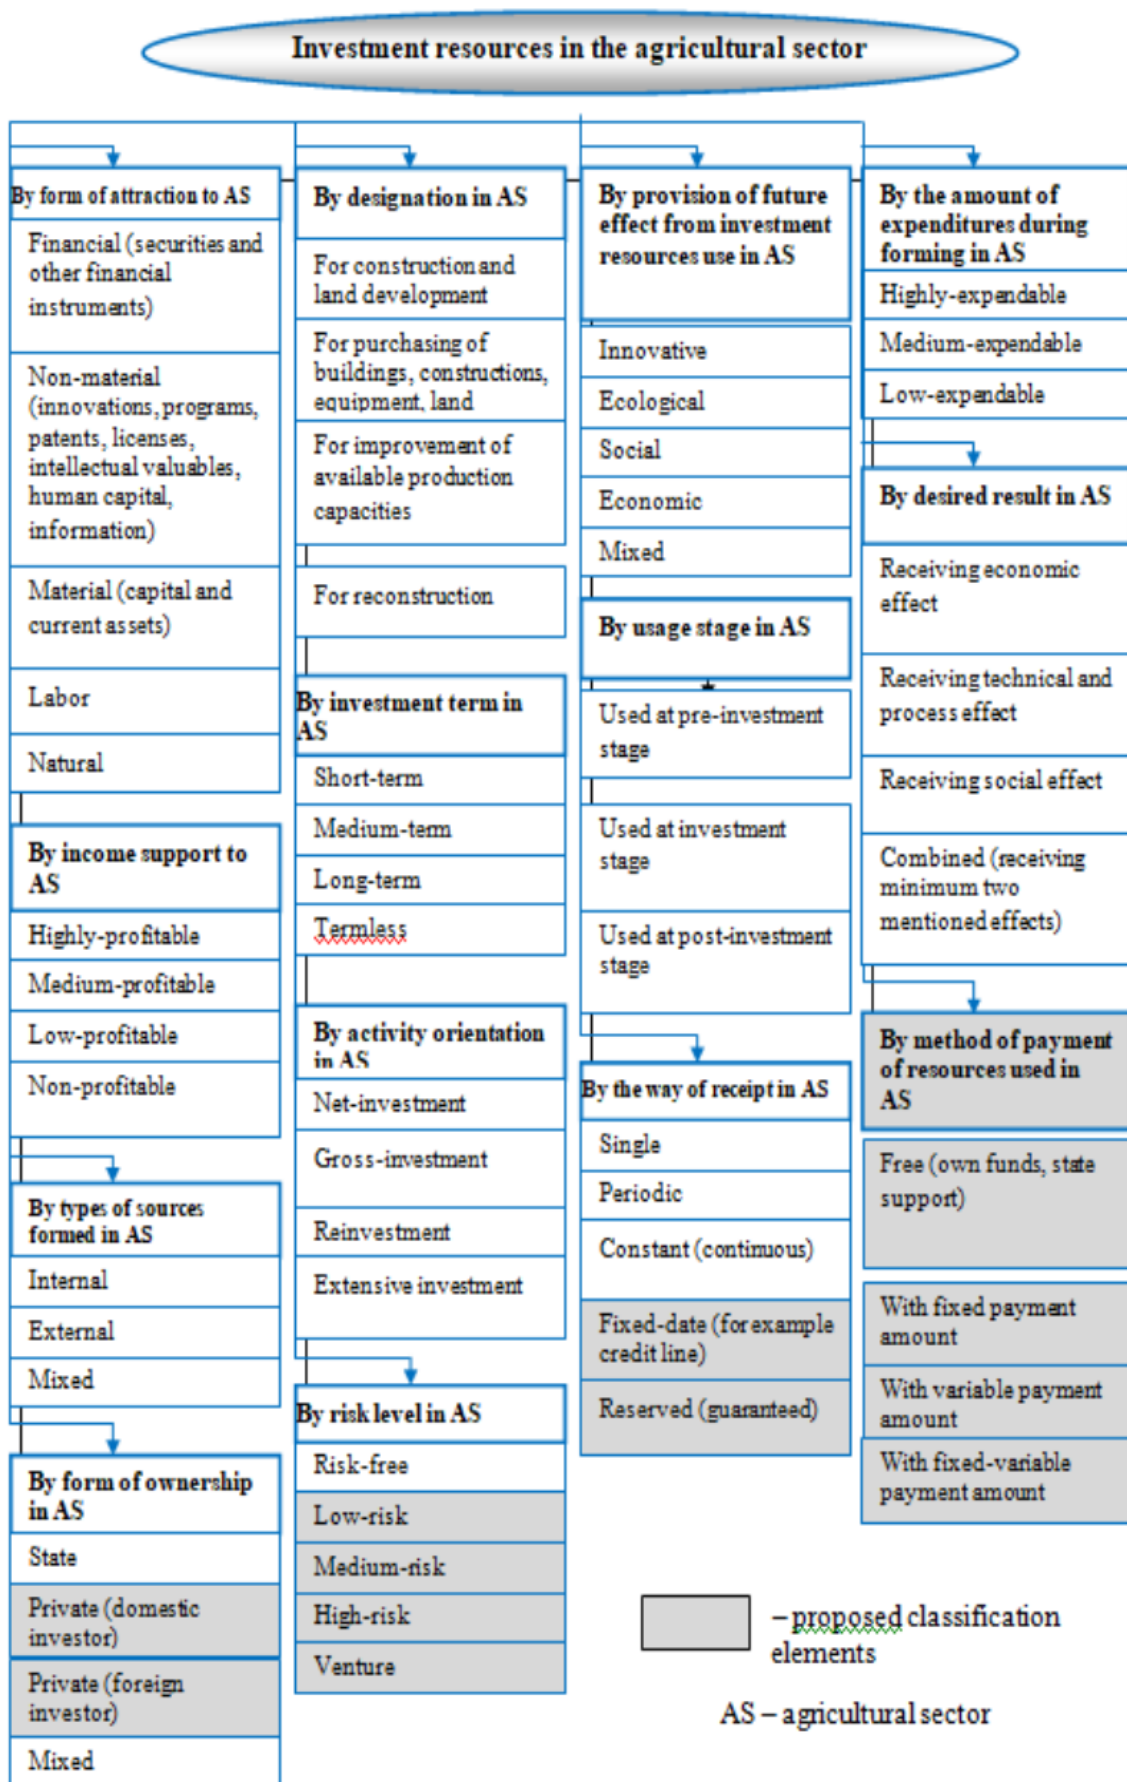 Investment resources in the agricultural sector
By form of attraction to AS
Financial (securities and
other financial
instruments)
Non-material
(innovations, programs,
patents, licenses,
intellectual valuables,
human capital,
information)
Material (capital and
current assets)
Labor
Natural
By income support to
AS
Highly-profitable
Medium-profitable
Low-profitable
Non-profitable
By types of sources
formed in AS
Internal
External
Mixed
By form of ownership
in AS
State
Private (domestic
investor)
Private (foreign
investor)
Mixed
By designation in AS
For construction and
land development
For purchasing of
buildings, constructions,
equipment, land
For improvement of
available production
capacities
For reconstruction
By investment term in
AS
Short-term
Medium-term
Long-term
Termless
By activity orientation
in AS
Net-investment
Gross-investment
Reinvestment
Extensive investment
By risk level in AS
Risk-free
Low-risk
Medium-risk
High-risk
Venture
By provision of future
effect from investment
resources use in AS
Innovative
Ecological
Social
Economic
Mixed
By usage stage in AS
Used at pre-investment
stage
Used at investment
stage
Used at post-investment
stage
By the way of receipt in AS
Single
Periodic
Constant (continuous)
Fixed-date (for example
credit line)
Reserved (guaranteed)
By the amount of
expenditures during
forming in AS
Highly-expendable
Medium-expendable
Low-expendable
By desired result in AS
Receiving economic
effect
Receiving technical and
process effect
Receiving social effect
Combined (receiving
minimum two
mentioned effects)
By method of payment
of resources used in
AS
Free (own funds, state
support)
With fixed payment
amount
With variable payment
amount
With fixed-variable
payment amount
– proposed classification
elements
AS – agricultural sector